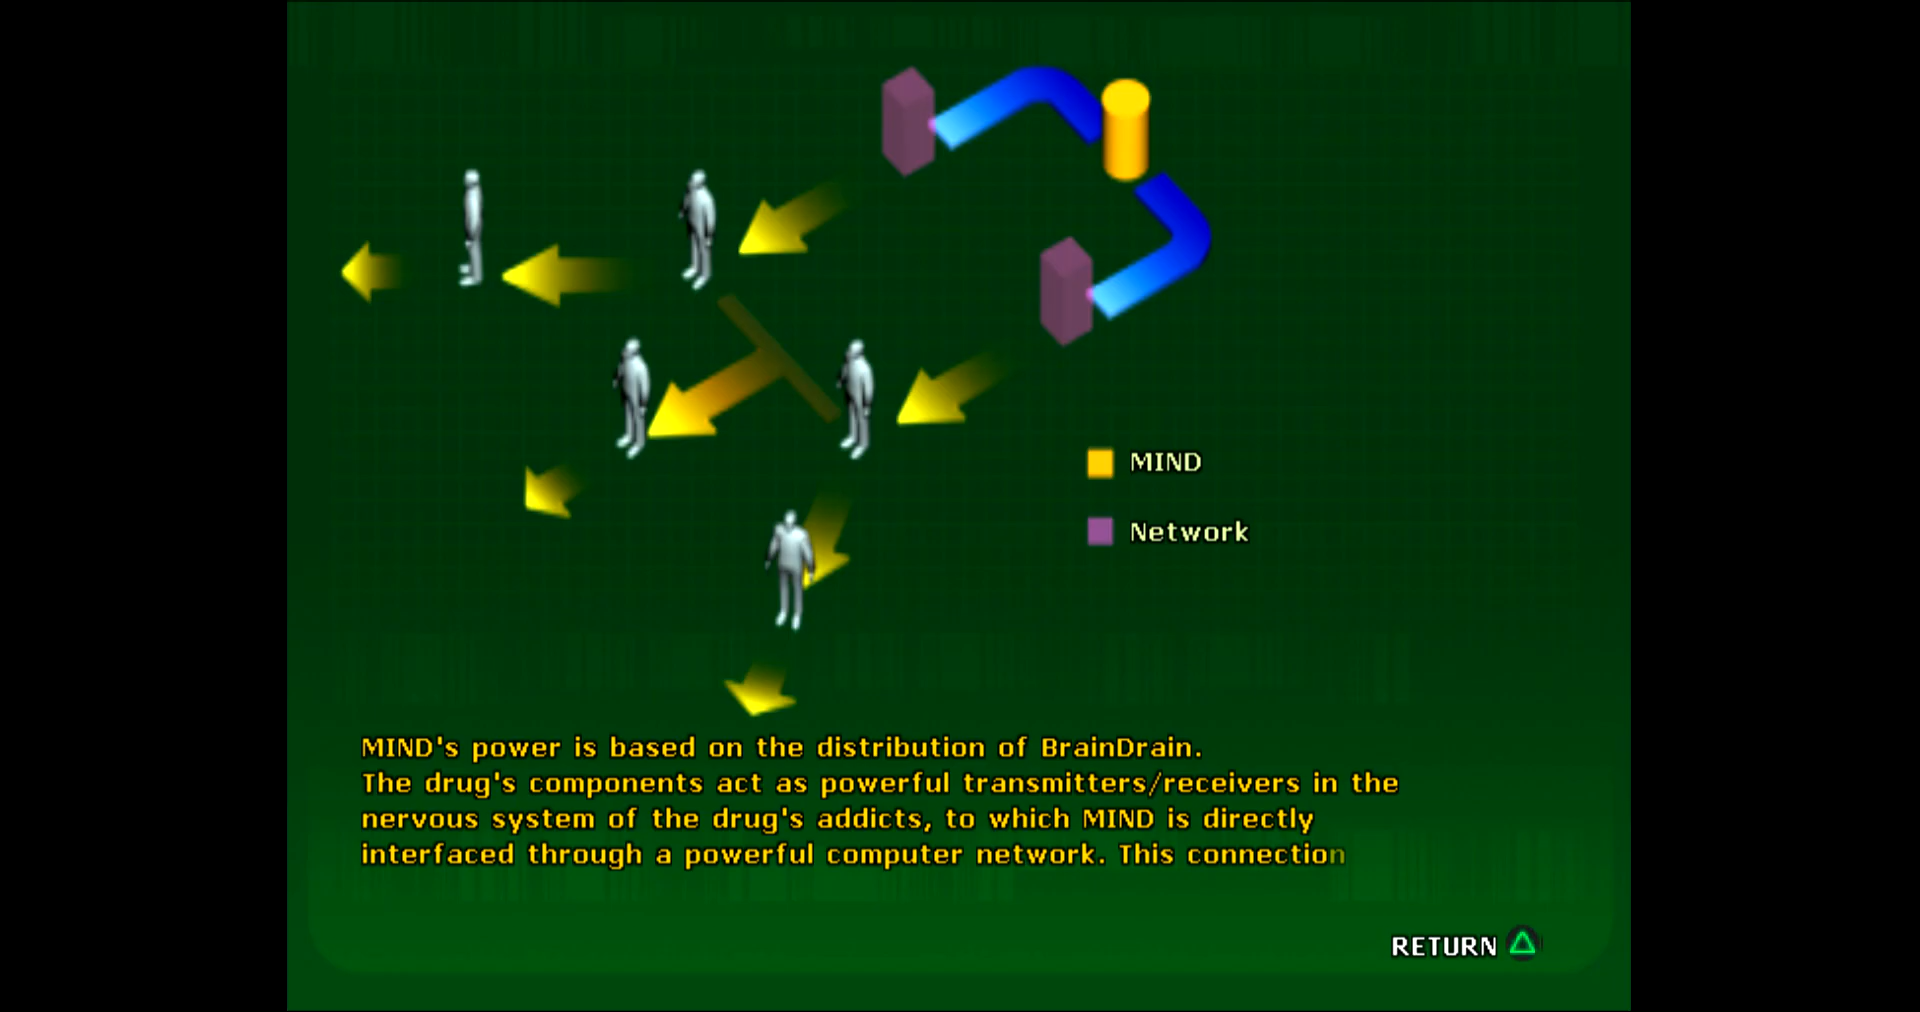 MIND
Network
MIND's power is based on the distribution of BrainDrain.
The drug's components act as powerful transmitters/receivers in the
nervous system of the drug's addicts, to which MIND is directly
interfaced through a powerful computer network. This connection
RETURN